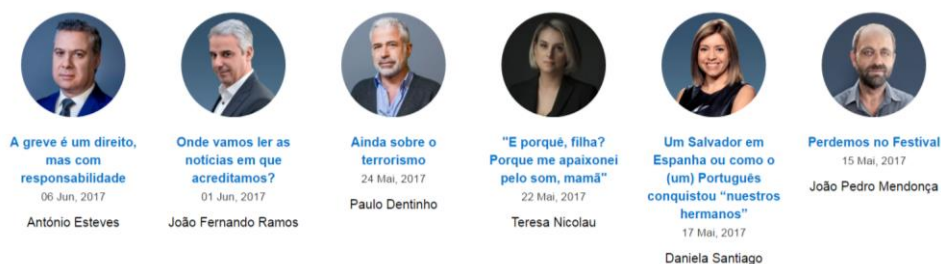 A greve é um direito,
mas com
responsabilidade
06 Jun, 2017
António Esteves
Onde vamos ler as
notícias em que
acreditamos?
01 Jun, 2017
João Fernando Ramos
Ainda sobre o
terrorismo
24 Mai, 2017
Paulo Dentinho
"E porquê, filha?
Porque me apaixonei
pelo som, mamã"
22 Mai, 2017
Teresa Nicolau
Um Salvador em
Espanha ou como o
(um) Português
conquistou “nuestros
hermanos”
17 Mai, 2017
Daniela Santiago
Perdemos no Festival
15 Mai, 2017
João Pedro Mendonça